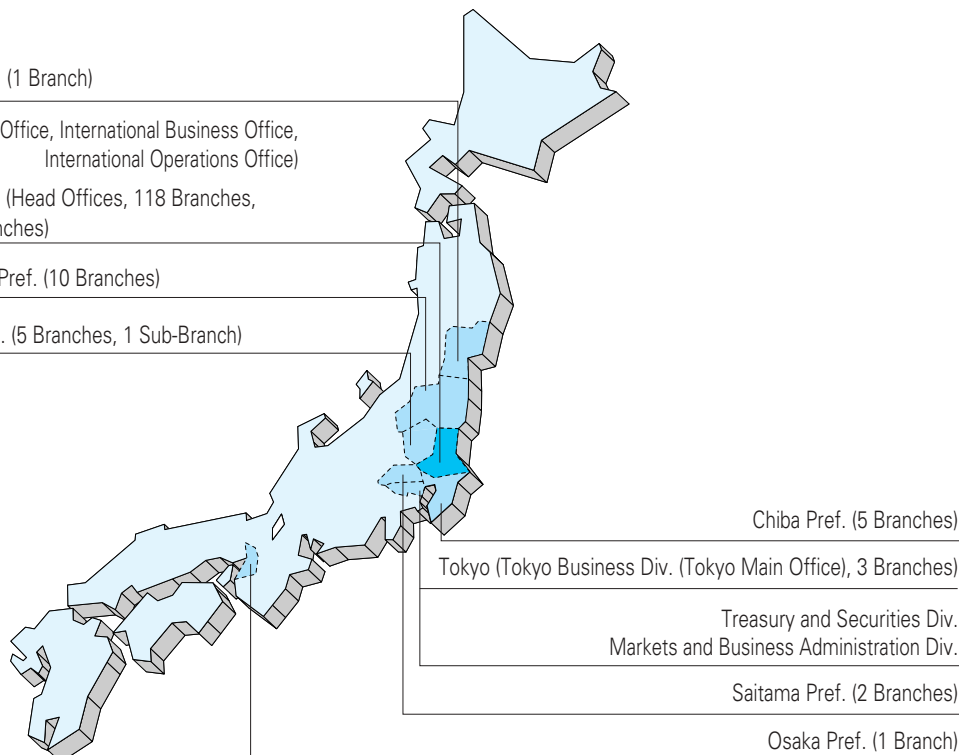 (1 Branch)
Office, International Business Office,
International Operations Office)
(Head Offices, 118 Branches,
nches)
Pref. (10 Branches)
. (5 Branches, 1 Sub-Branch)
Chiba Pref. (5 Branches)
Tokyo (Tokyo Business Div. (Tokyo Main Office), 3 Branches)
Treasury and Securities Div.
Markets and Business Administration Div.
Saitama Pref. (2 Branches)
Osaka Pref. (1 Branch)